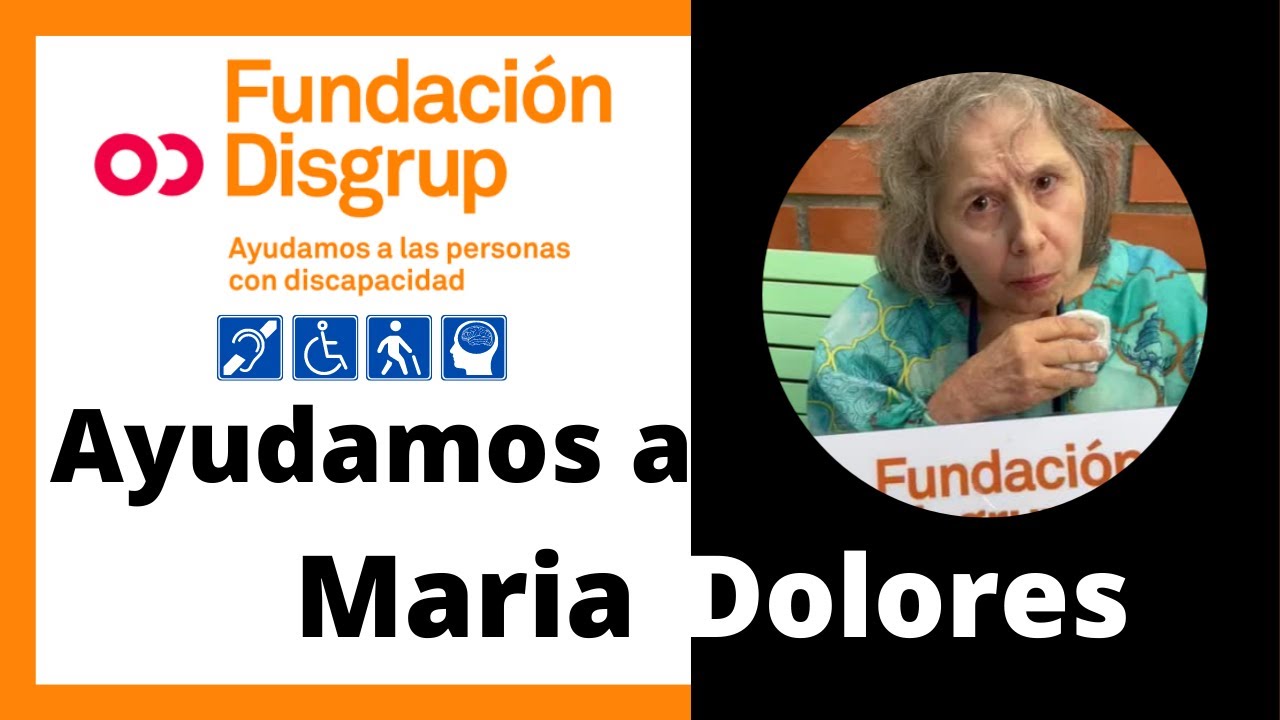 Fundación
Disgrup
Ayudamos a las personas
con discapacidad
Ayudamos a
Maria Dolores
Fundación